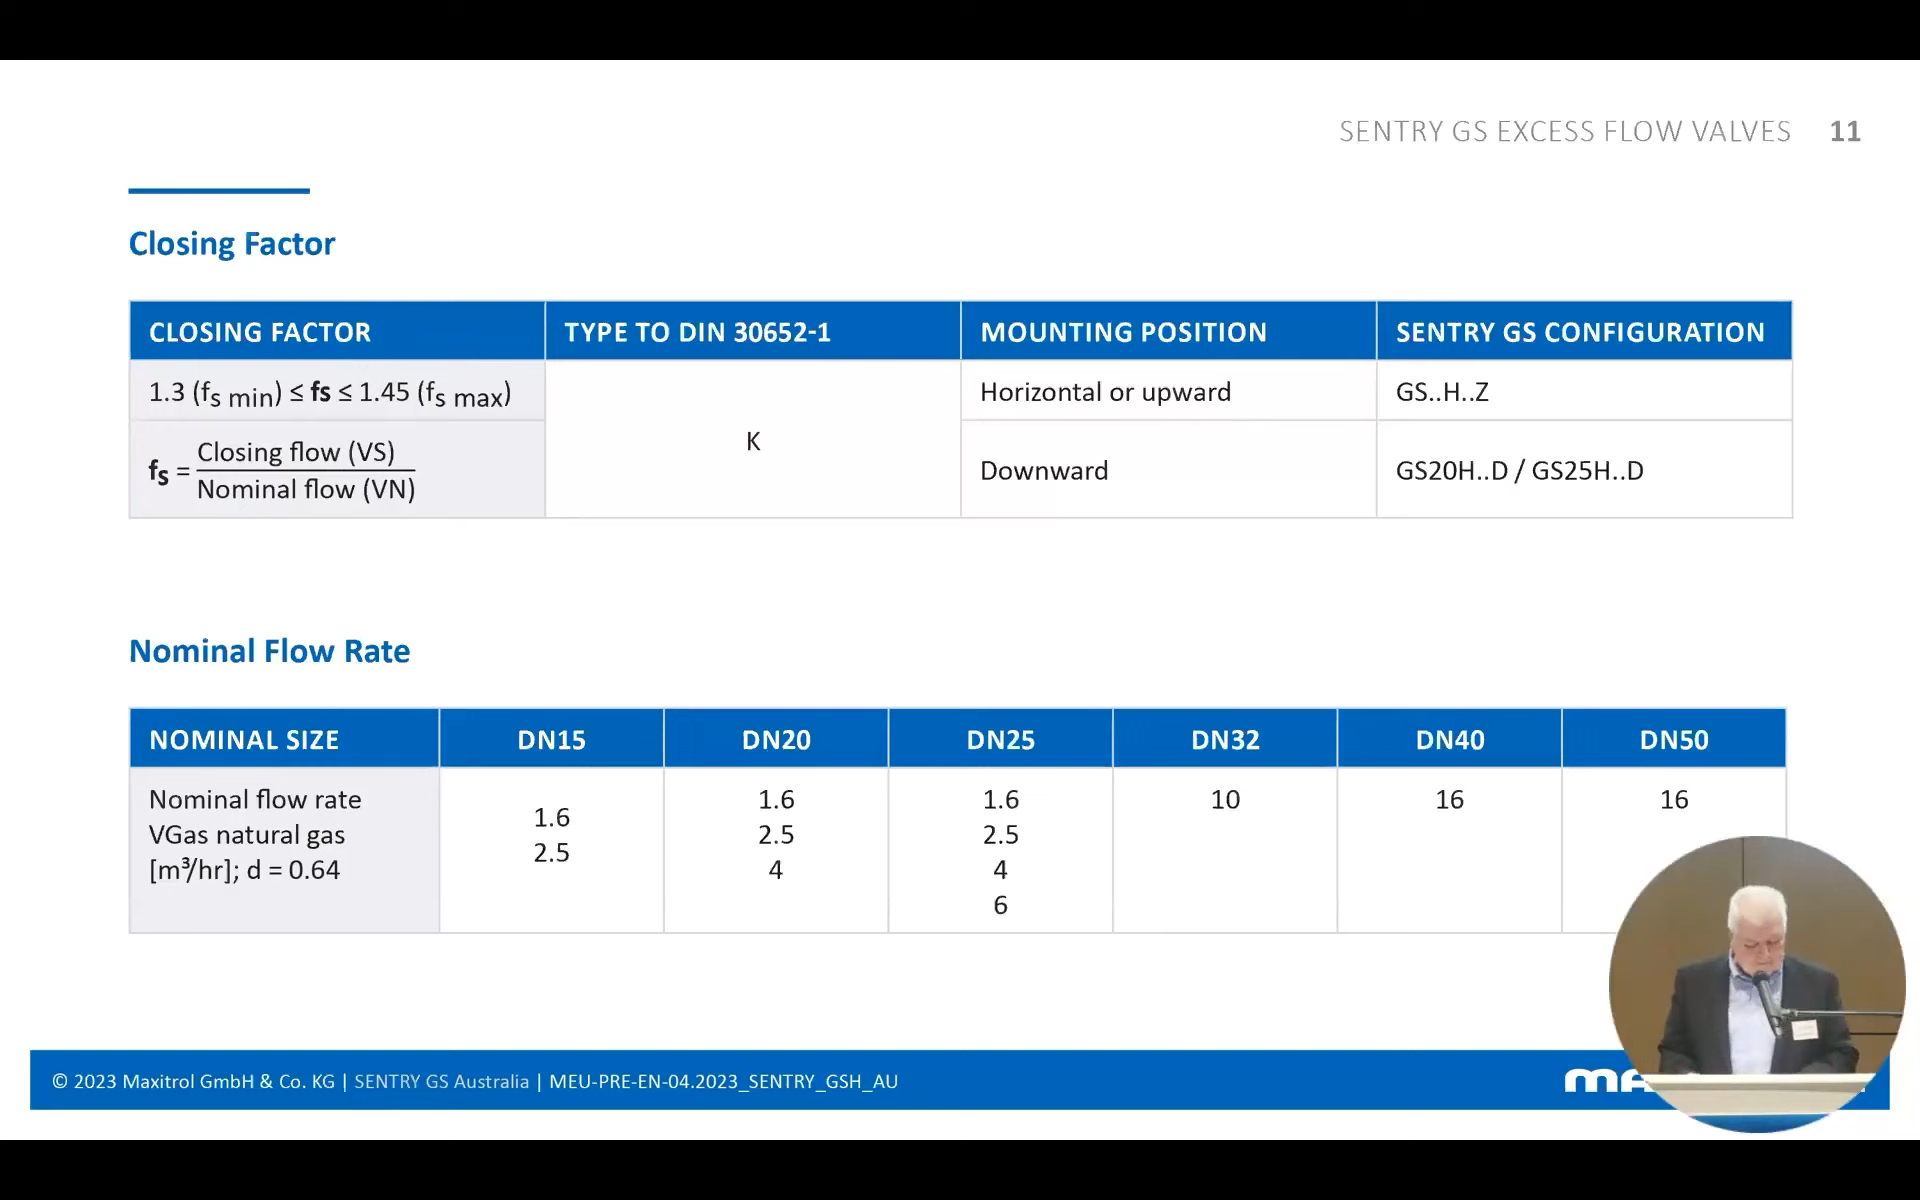 SENTRY GS EXCESS FLOW VALVES 11
Closing Factor
CLOSING FACTOR TYPE TO DIN 30652-1 MOUNTING POSITION SENTRY GS CONFIGURATION
1.3 (fs min) ≤ fs ≤ 1.45 (fs max) Horizontal or upward GS..H..Z
K
fs = Closing flow (VS)
Nominal flow (VN)
Downward GS20H..D / GS25H..D
Nominal Flow Rate
NOMINAL SIZE DN15 DN20 DN25 DN32 DN40 DN50
Nominal flow rate
VGas natural gas
[m³/hr]; d = 0.64
1.6
2.5
1.6
2.5
4
1.6
2.5
4
6
10
16
16
© 2023 Maxitrol GmbH & Co. KG | SENTRY GS Australia | MEU-PRE-EN-04.2023_SENTRY_GSH_AU